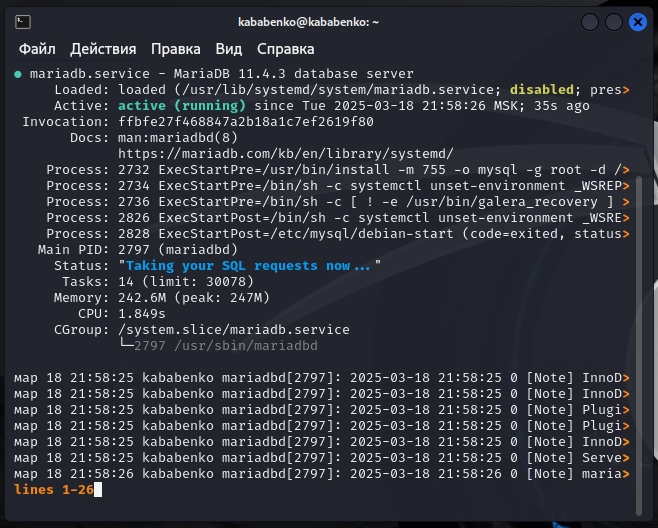 kababenko@kababenko: ~
Файл Действия Правка Вид Справка
● mariadb.service - MariaDB 11.4.3 database server
Loaded: loaded (/usr/lib/systemd/system/mariadb.service; disabled; pres>
Active: active (running) since Tue 2025-03-18 21:58:26 MSK; 35s ago
Invocation: ffbfe27f468847a2b18a1c7ef2619f80
Docs: man:mariadbd(8)
https://mariadb.com/kb/en/library/systemd/
Process: 2732 ExecStartPre=/usr/bin/install -m 755 -o mysql -g root -d />
Process: 2734 ExecStartPre=/bin/sh -c systemctl unset-environment _WSREP>
Process: 2736 ExecStartPre=/bin/sh -c [ ! -e /usr/bin/galera_recovery ] >
Process: 2826 ExecStartPost=/bin/sh -c systemctl unset-environment _WSRE>
Process: 2828 ExecStartPost=/etc/mysql/debian-start (code=exited, status>
Main PID: 2797 (mariadbd)
Status: "Taking your SQL requests now..."
Tasks: 14 (limit: 30078)
Memory: 242.6M (peak: 247M)
CPU: 1.849s
CGroup: /system.slice/mariadb.service
└─2797 /usr/sbin/mariadbd
мар 18 21:58:25 kababenko mariadbd[2797]: 2025-03-18 21:58:25 0 [Note] InnoD>
мар 18 21:58:25 kababenko mariadbd[2797]: 2025-03-18 21:58:25 0 [Note] InnoD>
мар 18 21:58:25 kababenko mariadbd[2797]: 2025-03-18 21:58:25 0 [Note] Plugi>
мар 18 21:58:25 kababenko mariadbd[2797]: 2025-03-18 21:58:25 0 [Note] Plugi>
мар 18 21:58:25 kababenko mariadbd[2797]: 2025-03-18 21:58:25 0 [Note] InnoD>
мар 18 21:58:25 kababenko mariadbd[2797]: 2025-03-18 21:58:25 0 [Note] Serve>
мар 18 21:58:26 kababenko mariadbd[2797]: 2025-03-18 21:58:26 0 [Note] maria>
lines 1-26